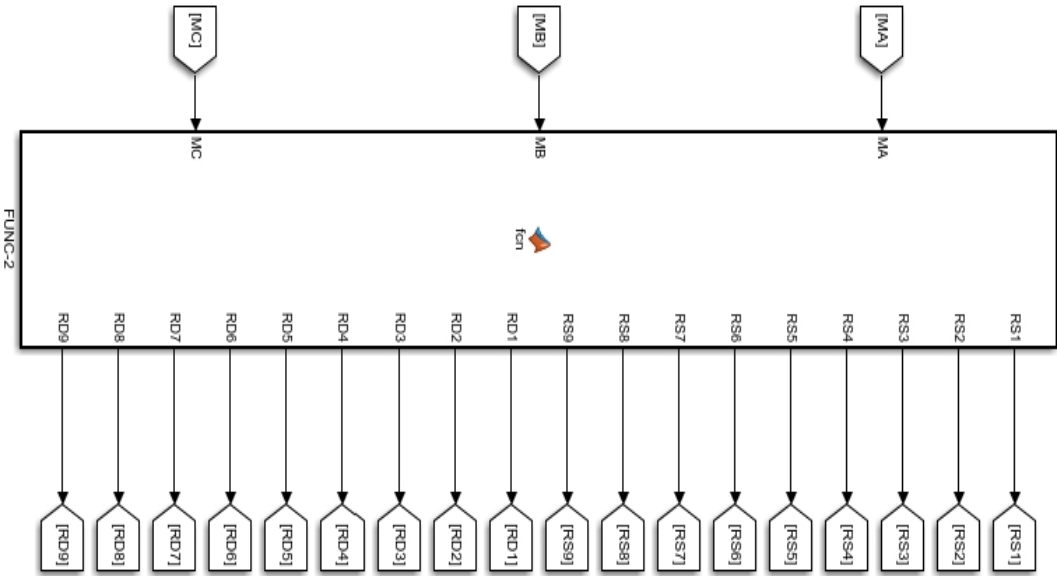 [MA]
[MB]
[MC]
MA
MB
MC
fcn
RS1
RS2
RS3
RS4
RS5
RS6
RS7
RS8
RS9
RD1
RD2
RD3
RD4
RD5
RD6
RD7
RD8
RD9
[RS1]
[RS2]
[RS3]
[RS4]
[RS5]
[RS6]
[RS7]
[RS8]
[RS9]
[RD1]
[RD2]
[RD3]
[RD4]
[RD5]
[RD6]
[RD7]
[RD8]
[RD9]
FUNC-2